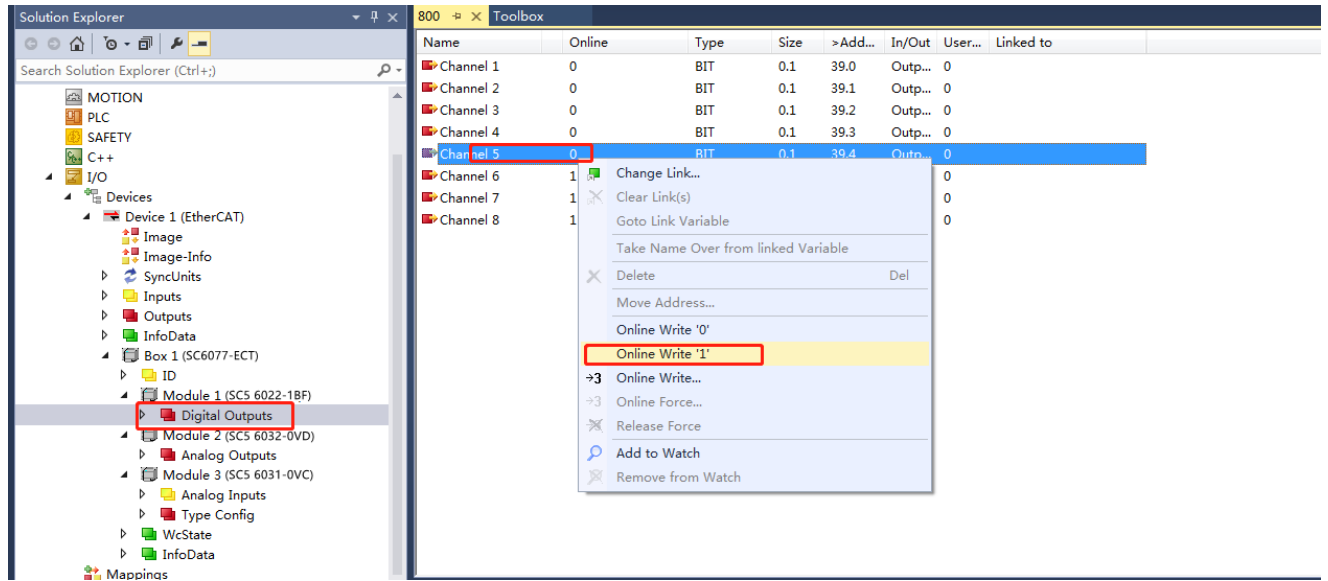 Solution Explorer
Search Solution Explorer (Ctrl+;)
MOTION
PLC
SAFETY
C++
I/O
Devices
Device 1 (EtherCAT)
Image
Image-Info
SyncUnits
Inputs
Outputs
InfoData
Box 1 (SC6077-ECT)
ID
Module 1 (SC5 6022-1BF)
Digital Outputs
Module 2 (SC5 6032-0VD)
Analog Outputs
Module 3 (SC5 6031-0VC)
Analog Inputs
Type Config
WcState
InfoData
Mappings
800 Toolbox
Name Online Type Size >Add... In/Out User... Linked to
Channel 1 0 BIT 0.1 39.0 Outp... 0
Channel 2 0 BIT 0.1 39.1 Outp... 0
Channel 3 0 BIT 0.1 39.2 Outp... 0
Channel 4 0 BIT 0.1 39.3 Outp... 0
Channel 5 0 BIT 0.1 39.4 Outp... 0
Channel 6 1 0
Channel 7 1 0
Channel 8 1 0
Change Link...
Clear Link(s)
Goto Link Variable
Take Name Over from linked Variable
Delete Del
Move Address...
Online Write '0'
Online Write '1'
→3 Online Write...
→3 Online Force...
Release Force
Add to Watch
Remove from Watch